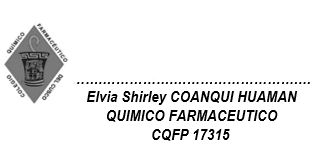 COLEGIO QUIMICO FARMACEUTICO DEL CUSCO
Elvia Shirley COANQUI HUAMAN
QUIMICO FARMACEUTICO
CQFP 17315